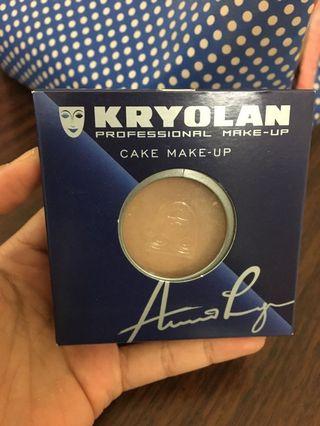 KRYOLAN
PROFESSIONAL MAKE-UP
CAKE MAKE-UP